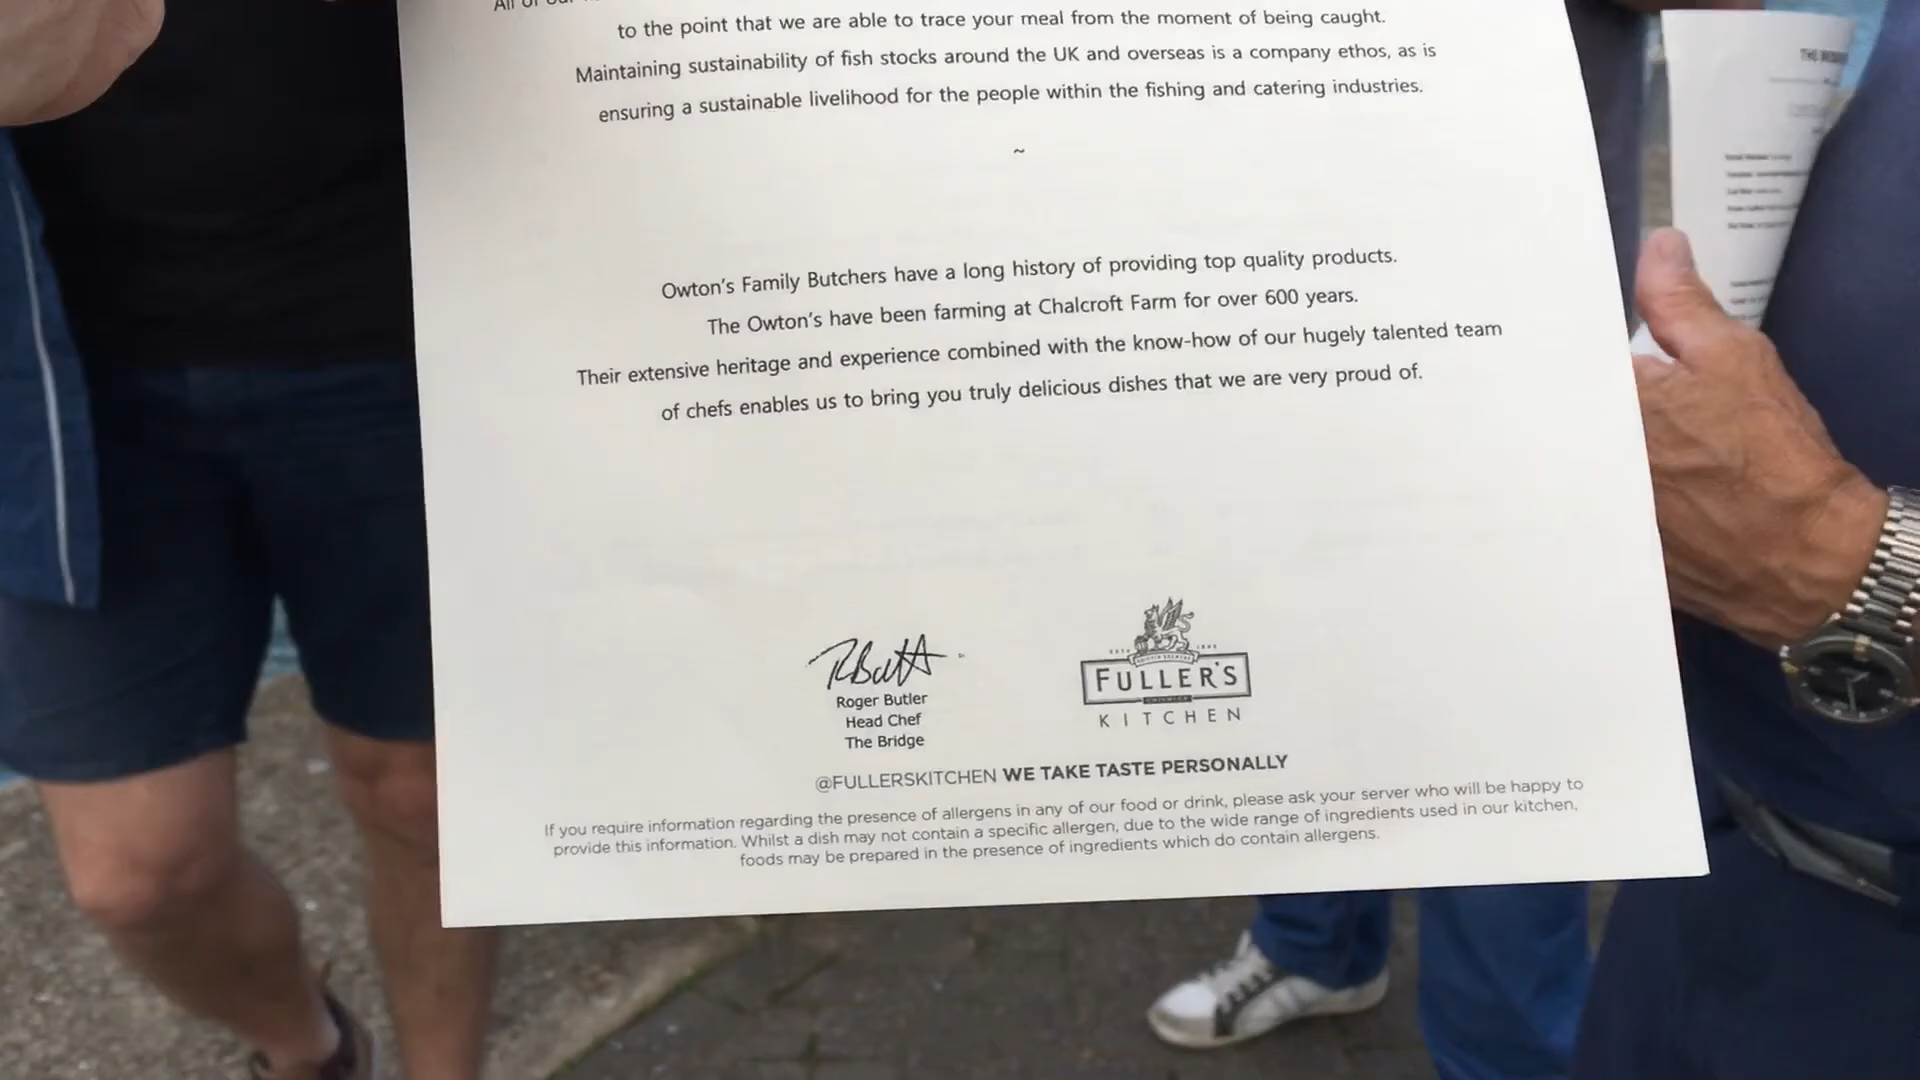 All of our
to the point that we are able to trace your meal from the moment of being caught.
Maintaining sustainability of fish stocks around the UK and overseas is a company ethos, as is
ensuring a sustainable livelihood for the people within the fishing and catering industries.
~
Owton's Family Butchers have a long history of providing top quality products.
The Owton's have been farming at Chalcroft Farm for over 600 years.
Their extensive heritage and experience combined with the know-how of our hugely talented team
of chefs enables us to bring you truly delicious dishes that we are very proud of.
Roger Butler
Head Chef
The Bridge
FULLER'S
KITCHEN
@FULLERSKITCHEN WE TAKE TASTE PERSONALLY
If you require information regarding the presence of allergens in any of our food or drink, please ask your server who will be happy to
provide this information. Whilst a dish may not contain a specific allergen, due to the wide range of ingredients used in our kitchen,
foods may be prepared in the presence of ingredients which do contain allergens.